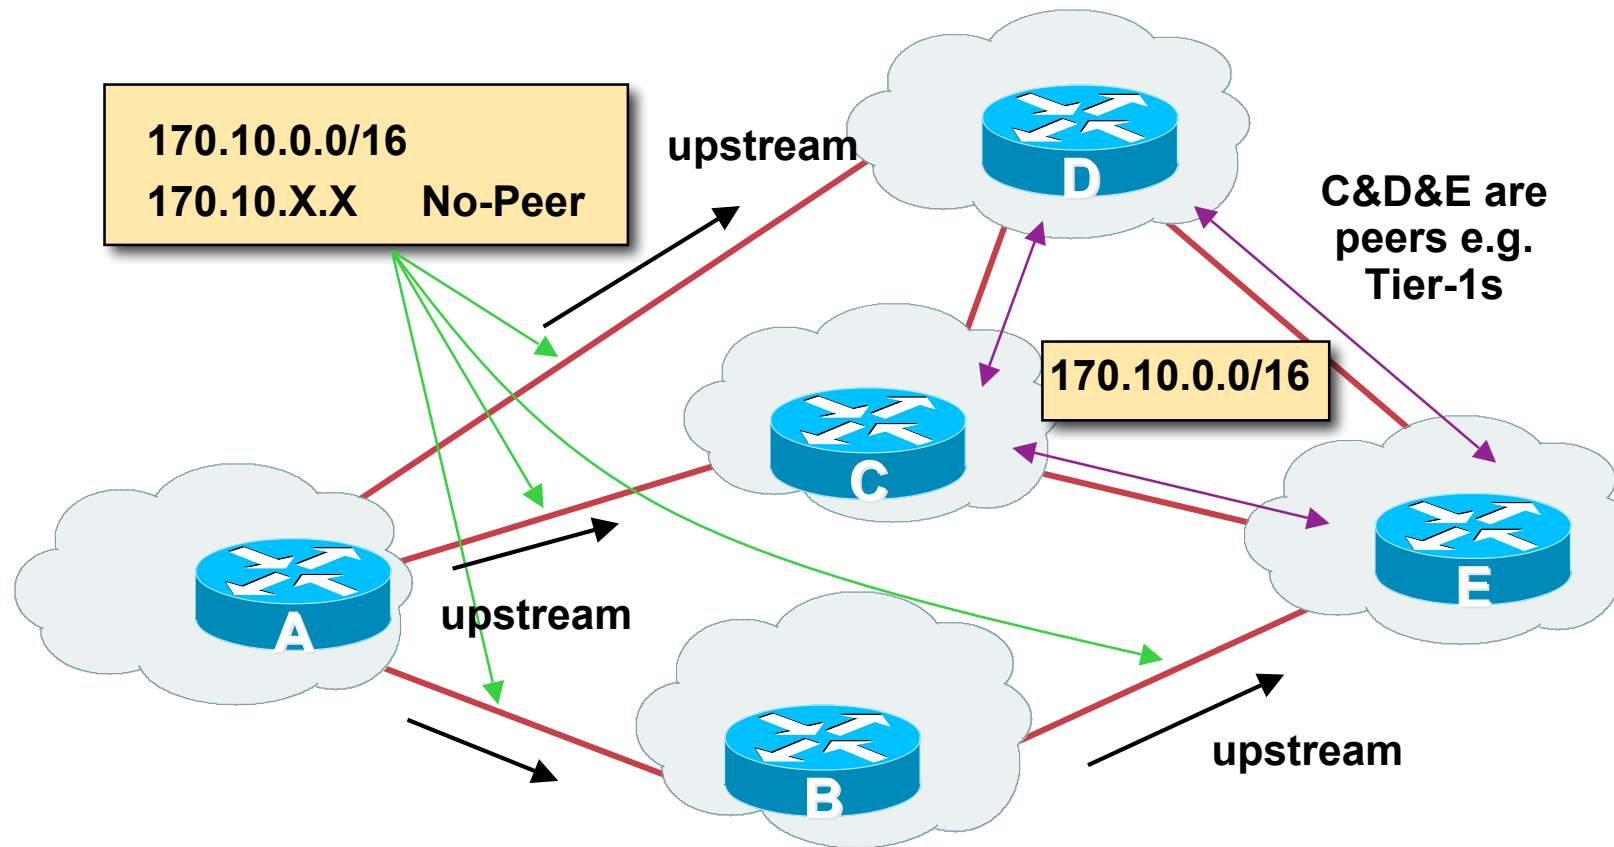 170.10.0.0/16
170.10.X.X No-Peer
upstream
D
C&D&E are
peers e.g.
Tier-1s
170.10.0.0/16
C
E
A
upstream
B
upstream